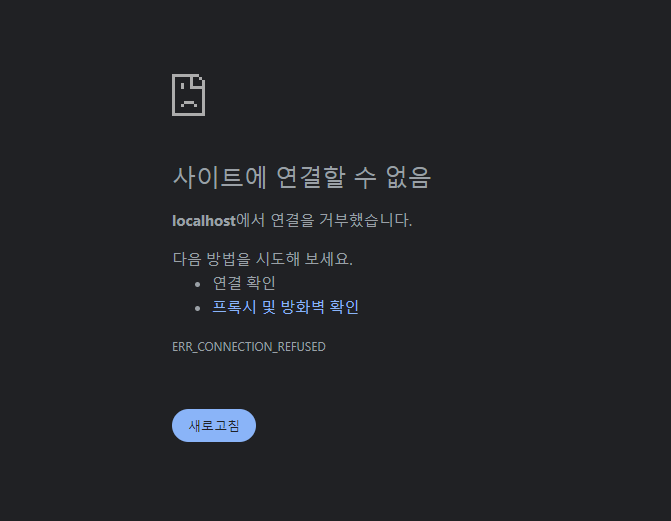 사이트에 연결할 수 없음
localhost에서 연결을 거부했습니다.
다음 방법을 시도해 보세요.
연결 확인
프록시 및 방화벽 확인
ERR_CONNECTION_REFUSED
새로고침